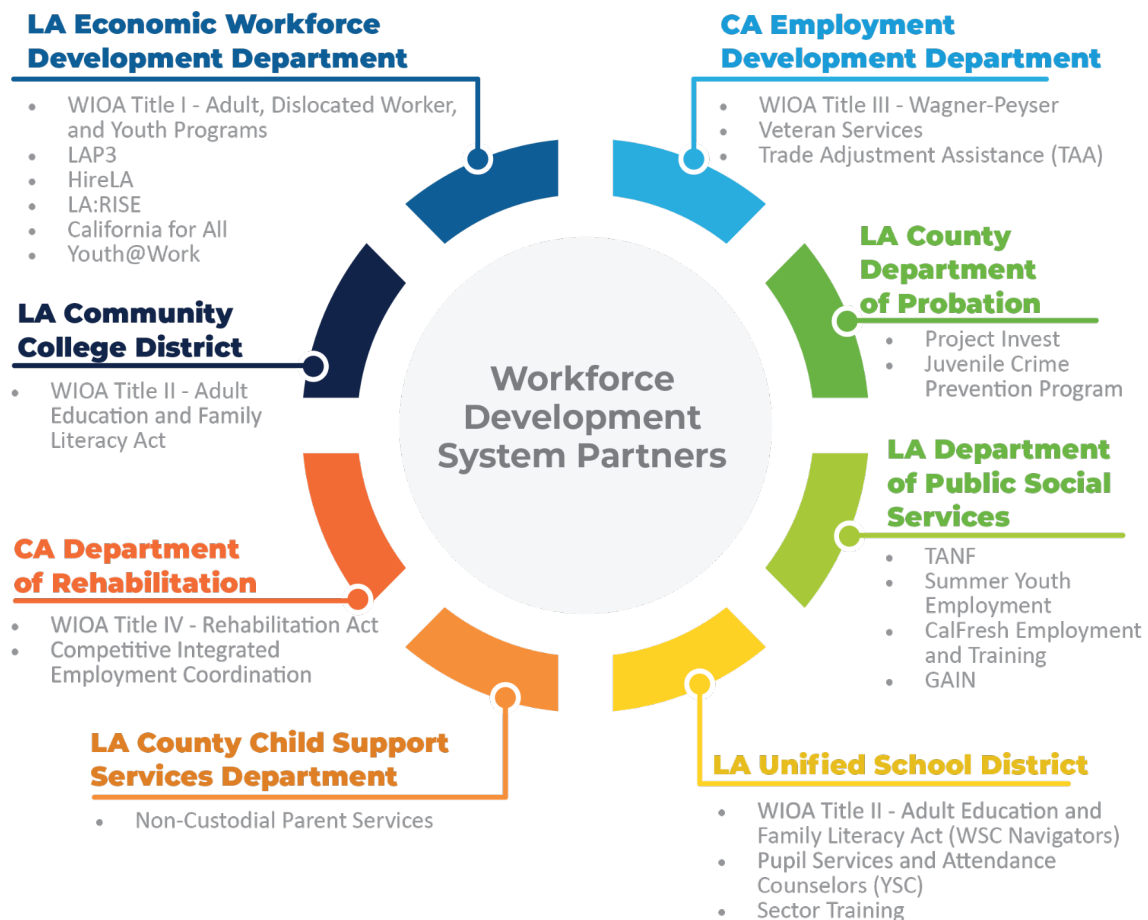 LA Economic Workforce
Development Department
• WIOA Title I - Adult, Dislocated Worker,
and Youth Programs
• LAP3
• HireLA
• LA:RISE
• California for All
• Youth@Work
CA Employment
Development Department
• WIOA Title III - Wagner-Peyser
• Veteran Services
• Trade Adjustment Assistance (TAA)
LA County
Department
of Probation
• Project Invest
• Juvenile Crime
Prevention Program
LA Community
College District
• WIOA Title II - Adult
Education and Family
Literacy Act
Workforce
Development
System Partners
LA Department
of Public Social
Services
• TANF
• Summer Youth
Employment
• CalFresh Employment
and Training
• GAIN
CA Department
of Rehabilitation
• WIOA Title IV - Rehabilitation Act
• Competitive Integrated
Employment Coordination
LA County Child Support
Services Department
• Non-Custodial Parent Services
LA Unified School District
• WIOA Title II - Adult Education and
Family Literacy Act (WSC Navigators)
• Pupil Services and Attendance
Counselors (YSC)
• Sector Training